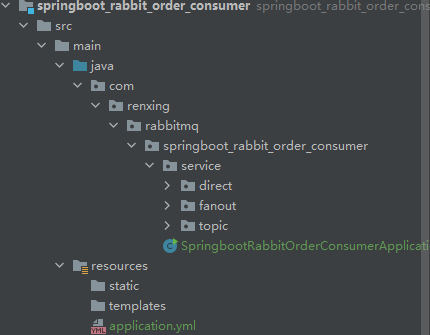 springboot_rabbit_order_consumer springboot_rabbit_order_cons
src
main
java
com
renxing
rabbitmq
springboot_rabbit_order_consumer
service
direct
fanout
topic
SpringbootRabbitOrderConsumerApplicati
resources
static
templates
application.yml